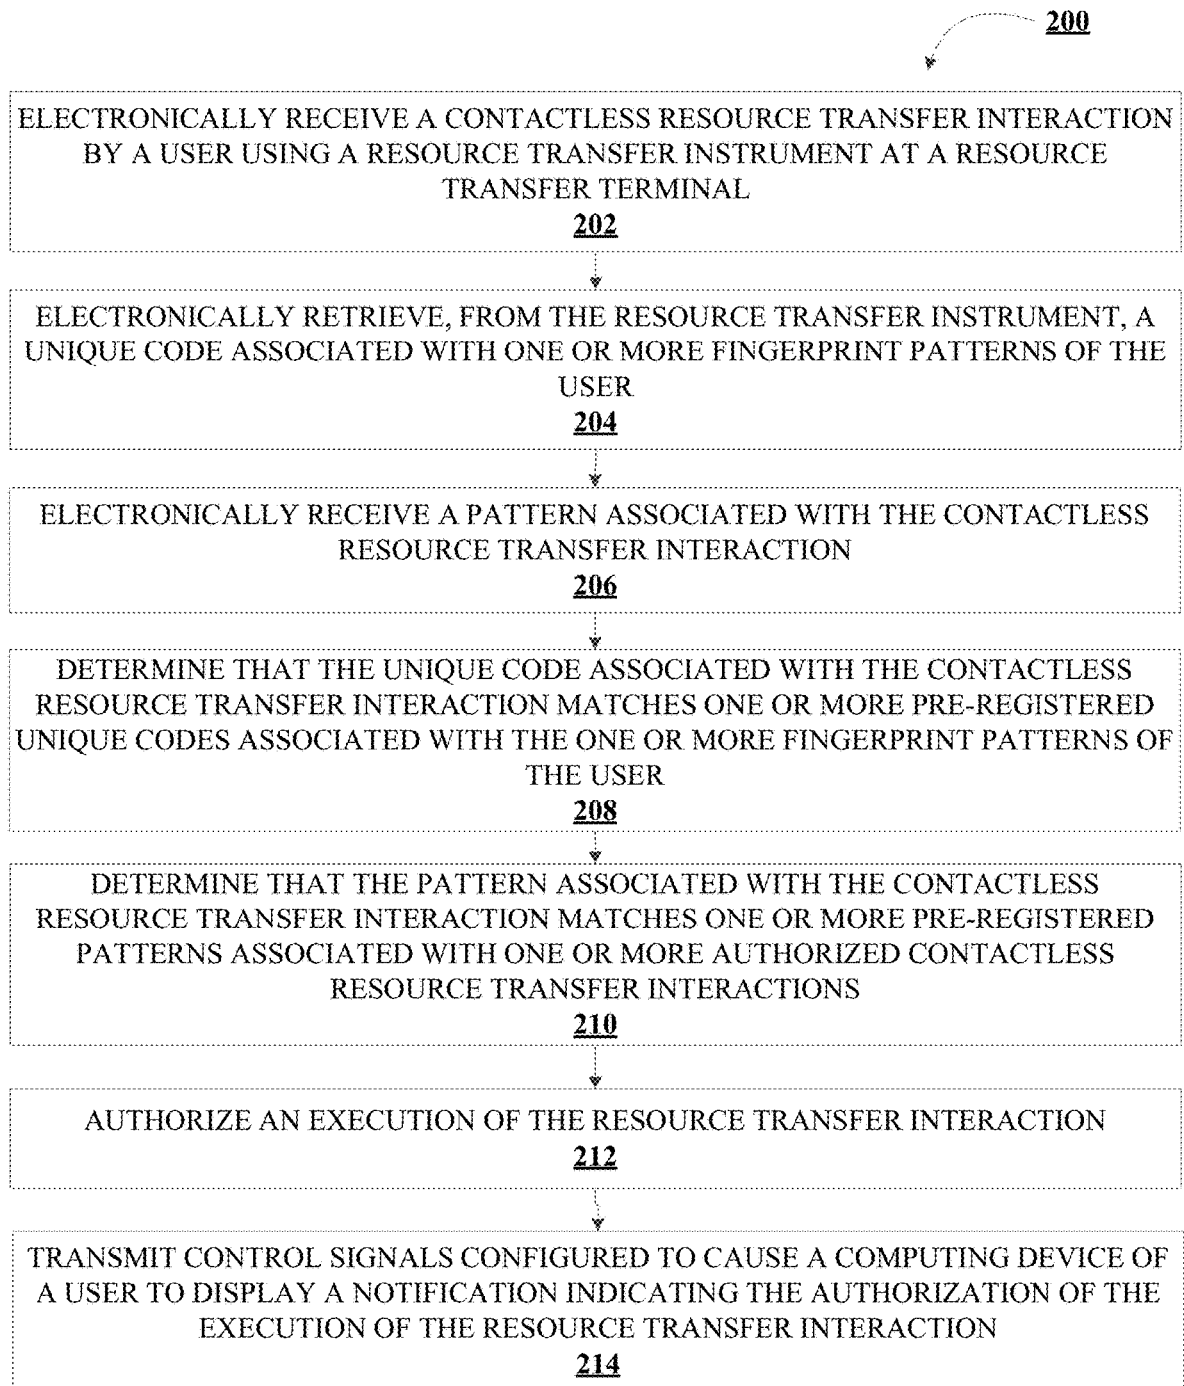 200
ELECTRONICALLY RECEIVE A CONTACTLESS RESOURCE TRANSFER INTERACTION
BY A USER USING A RESOURCE TRANSFER INSTRUMENT AT A RESOURCE
TRANSFER TERMINAL
202
ELECTRONICALLY RETRIEVE, FROM THE RESOURCE TRANSFER INSTRUMENT, A
UNIQUE CODE ASSOCIATED WITH ONE OR MORE FINGERPRINT PATTERNS OF THE
USER
204
ELECTRONICALLY RECEIVE A PATTERN ASSOCIATED WITH THE CONTACTLESS
RESOURCE TRANSFER INTERACTION
206
DETERMINE THAT THE UNIQUE CODE ASSOCIATED WITH THE CONTACTLESS
RESOURCE TRANSFER INTERACTION MATCHES ONE OR MORE PRE-REGISTERED
UNIQUE CODES ASSOCIATED WITH THE ONE OR MORE FINGERPRINT PATTERNS OF
THE USER
208
DETERMINE THAT THE PATTERN ASSOCIATED WITH THE CONTACTLESS
RESOURCE TRANSFER INTERACTION MATCHES ONE OR MORE PRE-REGISTERED
PATTERNS ASSOCIATED WITH ONE OR MORE AUTHORIZED CONTACTLESS
RESOURCE TRANSFER INTERACTIONS
210
AUTHORIZE AN EXECUTION OF THE RESOURCE TRANSFER INTERACTION
212
TRANSMIT CONTROL SIGNALS CONFIGURED TO CAUSE A COMPUTING DEVICE OF
A USER TO DISPLAY A NOTIFICATION INDICATING THE AUTHORIZATION OF THE
EXECUTION OF THE RESOURCE TRANSFER INTERACTION
214